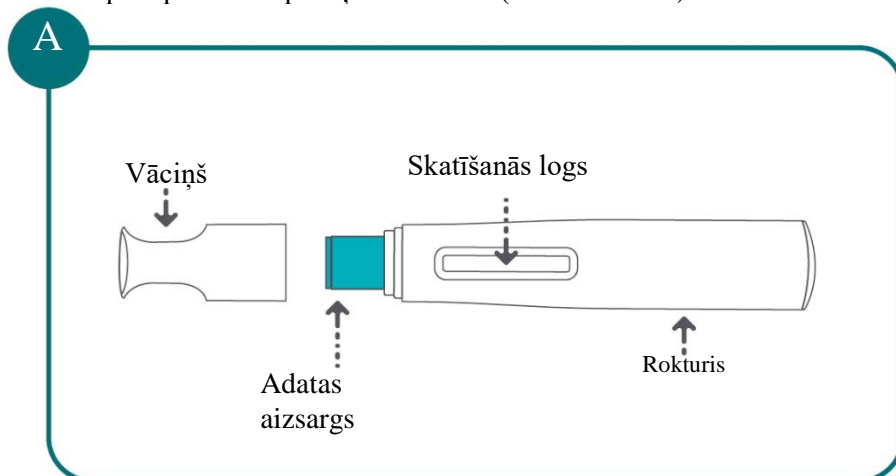 A
Vāciņš
Skatīšanās logs
Adatas
aizsargs
Rokturis